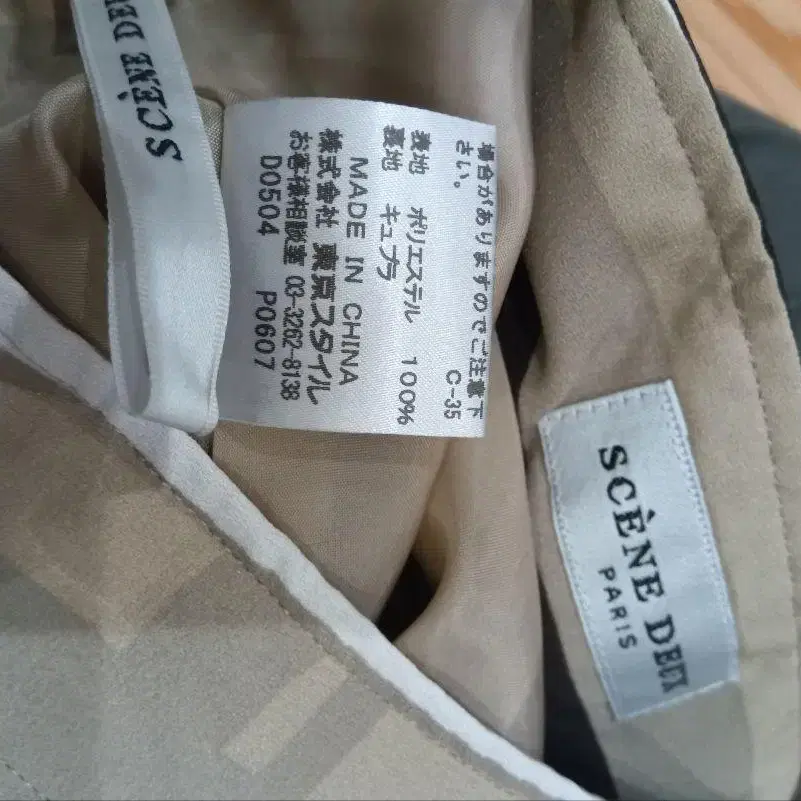 SCÈNE DE
場合がありますのでご注意下
さい。
C-35
表地 ポリエステル 100%
裏地 キュプラ
MADE IN CHINA
株式会社 東京スタイル
お客様相談室 03-3262-8138
D0504 P0607
SCÈNE DEUX
PARIS